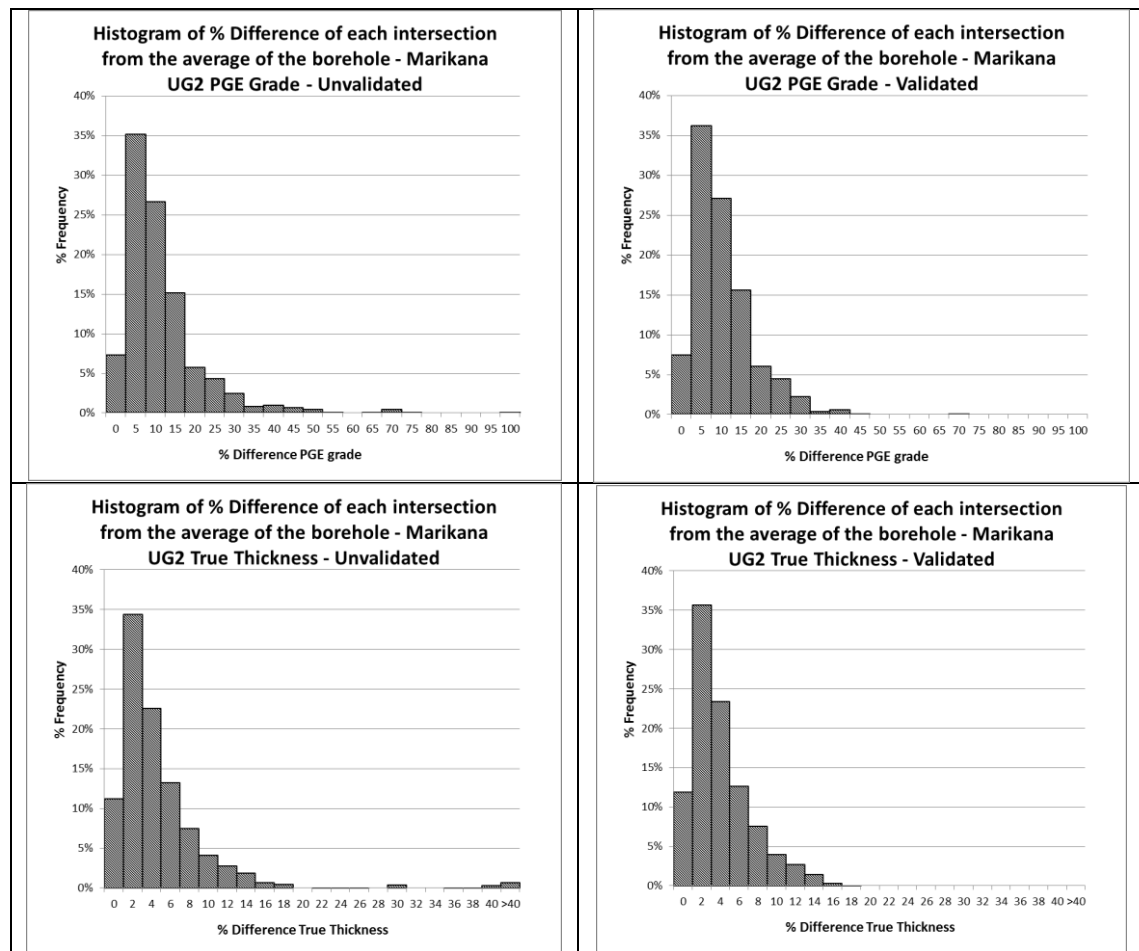 Histogram of % Difference of each intersection
from the average of the borehole - Marikana
UG2 PGE Grade - Unvalidated
40%
35%
30%
25%
20%
15%
10%
5%
0%
% Frequency
0 5 10 15 20 25 30 35 40 45 50 55 60 65 70 75 80 85 90 95 100
% Difference PGE grade
Histogram of % Difference of each intersection
from the average of the borehole - Marikana
UG2 PGE Grade - Validated
40%
35%
30%
25%
20%
15%
10%
5%
0%
% Frequency
0 5 10 15 20 25 30 35 40 45 50 55 60 65 70 75 80 85 90 95 100
% Difference PGE grade
Histogram of % Difference of each intersection
from the average of the borehole - Marikana
UG2 True Thickness - Unvalidated
40%
35%
30%
25%
20%
15%
10%
5%
0%
% Frequency
0 2 4 6 8 10 12 14 16 18 20 22 24 26 28 30 32 34 36 38 40 >40
% Difference True Thickness
Histogram of % Difference of each intersection
from the average of the borehole - Marikana
UG2 True Thickness - Validated
40%
35%
30%
25%
20%
15%
10%
5%
0%
% Frequency
0 2 4 6 8 10 12 14 16 18 20 22 24 26 28 30 32 34 36 38 40 >40
% Difference True Thickness